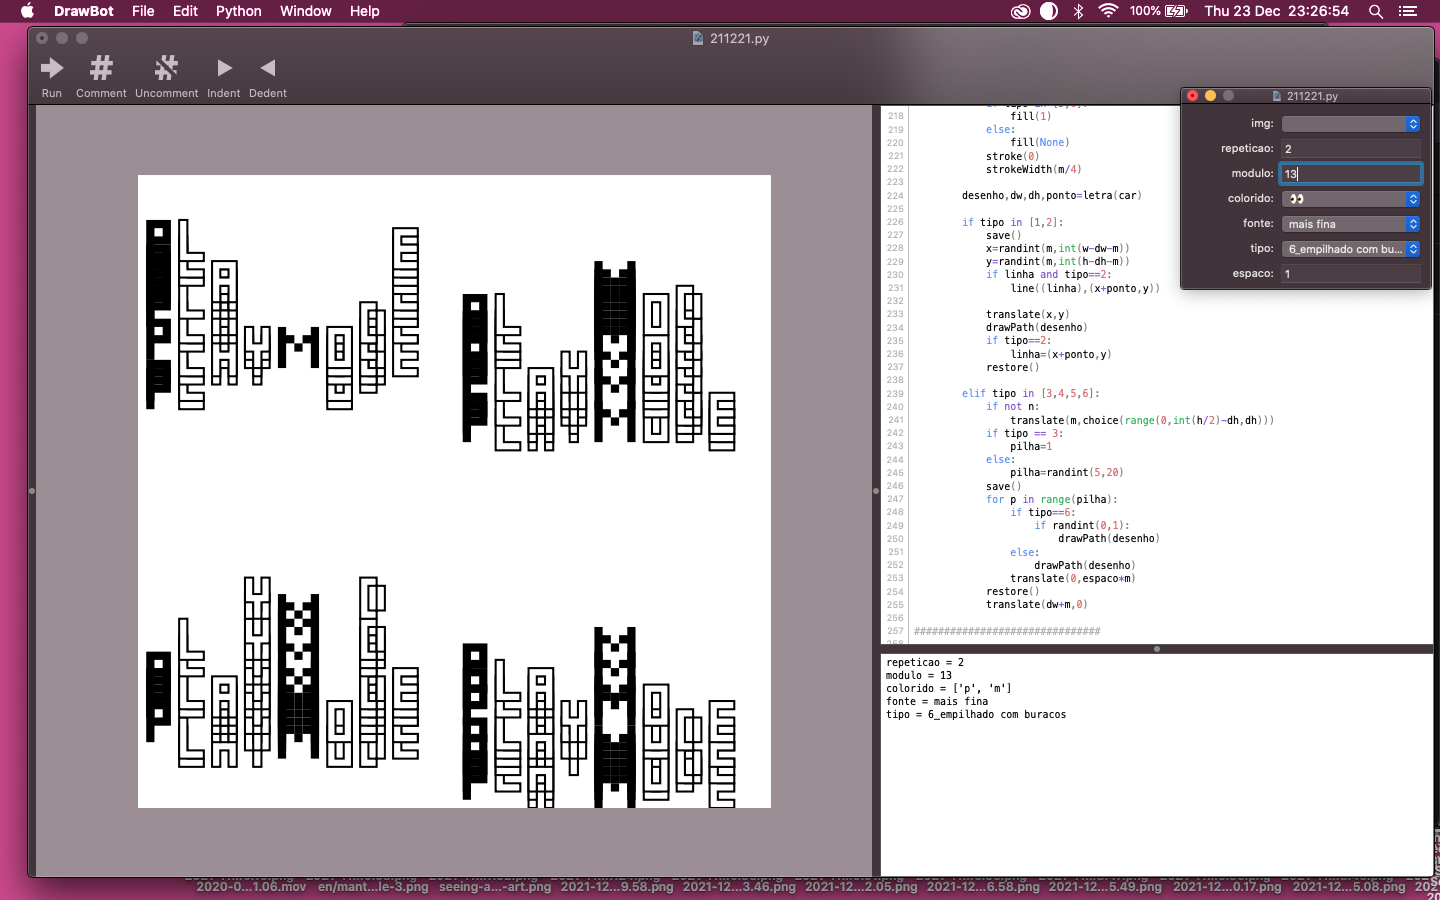 DrawBot File Edit Python Window Help
100% Thu 23 Dec 23:26:54
211221.py
Run Comment Uncomment Indent Dedent
211221.py
img:
repeticao: 2
modulo: 13
colorido: 👀
fonte: mais fina
tipo: 6_empilhado com bu...
espaco: 1
218 fill(1)
219 else:
220 fill(None)
221 stroke(0)
222 strokeWidth(m/4)
223
224 desenho,dw,dh,ponto=letra(car)
225
226 if tipo in [1,2]:
227 save()
228 x=randint(m,int(w-dw-m))
229 y=randint(m,int(h-dh-m))
230 if linha and tipo==2:
231 line((linha),(x+ponto,y))
232
233 translate(x,y)
234 drawPath(desenho)
235 if tipo==2:
236 linha=(x+ponto,y)
237 restore()
238
239 elif tipo in [3,4,5,6]:
240 if not n:
241 translate(m,choice(range(0,int(h/2)-dh,dh)))
242 if tipo == 3:
243 pilha=1
244 else:
245 pilha=randint(5,20)
246 save()
247 for p in range(pilha):
248 if tipo==6:
249 if randint(0,1):
250 drawPath(desenho)
251 else:
252 drawPath(desenho)
253 translate(0,espaco*m)
254 restore()
255 translate(dw+m,0)
256
257 ###############################
repeticao = 2
modulo = 13
colorido = ['p', 'm']
fonte = mais fina
tipo = 6_empilhado com buracos
2020-0...1.06.mov en/mant...le-3.png seeing-a...-art.png 2021-12...9.58.png 2021-12...3.46.png 2021-12...2.05.png 2021-12...6.58.png 2021-12...5.49.png 2021-12...0.17.png 2021-12...5.08.png